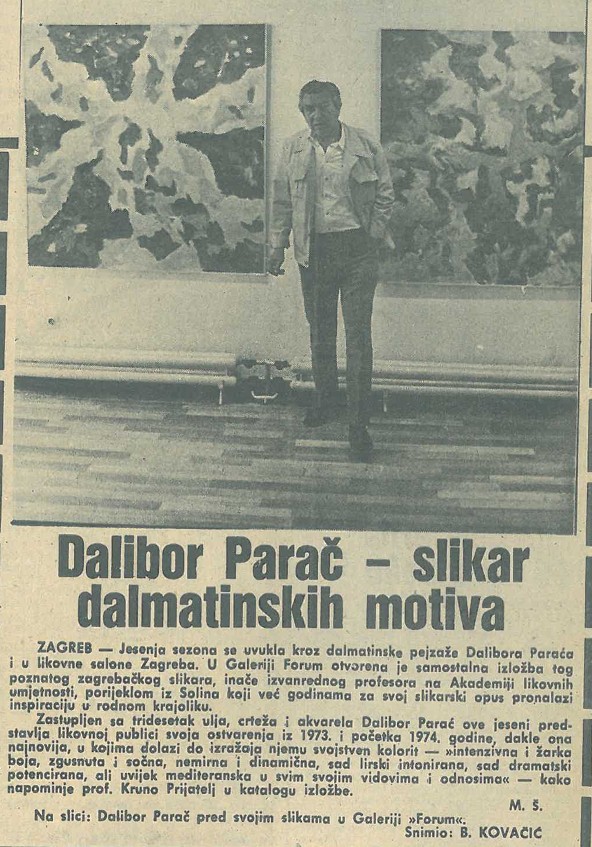 Dalibor Parač – slikar
dalmatinskih motiva
ZAGREB — Jesenja sezona se uvukla kroz dalmatinske pejzaže Dalibora Paraća
i u likovne salone Zagreba. U Galeriji Forum otvorena je samostalna izložba tog
poznatog zagrebačkog slikara, inače izvanrednog profesora na Akademiji likovnih
umjetnosti, porijeklom iz Solina koji već godinama za svoj slikarski opus pronalazi
inspiraciju u rodnom krajoliku.
Zastupljen sa tridesetak ulja, crteža i akvarela Dalibor Parać ove jeseni pred-
stavlja likovnoj publici svoja ostvarenja iz 1973. i početka 1974. godine, dakle ona
najnovija, u kojima dolazi do izražaja njemu svojstven kolorit — »intenzivna i žarka
boja, zgusnuta i sočna, nemirna i dinamična, sad lirski intonirana, sad dramatski
potencirana, ali uvijek mediteranska u svim svojim vidovima i odnosima« — kako
napominje prof. Kruno Prijatelj u katalogu izložbe.
M. Š.
Na slici: Dalibor Parač pred svojim slikama u Galeriji »Forum«.
Snimio: B. KOVAČIĆ